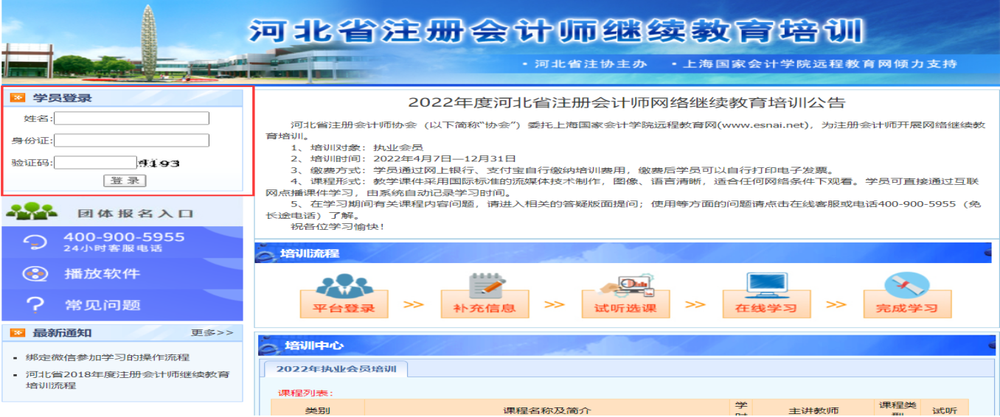 河北省注册会计师继续教育培训
·河北省注协主办 ·上海国家会计学院远程教育网倾力支持
学员登录
姓名:
身份证:
验证码: 4193
登 录
团体报名入口
400-900-5955
24小时客服电话
播放软件
常见问题
最新通知 更多>>
绑定微信参加学习的操作流程
河北省2018年度注册会计师继续教育
培训流程
2022年度河北省注册会计师网络继续教育培训公告
河北省注册会计师协会（以下简称“协会”）委托上海国家会计学院远程教育网(www.esnai.net)，为注册会计师开展网络继续教
育培训。
1、培训对象：执业会员
2、培训时间：2022年4月7日—12月31日
3、缴费方式：学员通过网上银行、支付宝自行缴纳培训费用，缴费后学员可以自行打印电子发票。
4、课程形式：教学课件采用国际标准的流媒体技术制作，图像、语言清晰，适合任何网络条件下观看。学员可直接通过互联
网点播课件学习，由系统自动记录学习时间。
5、在学习期间有关课程内容问题，请进入相关的答疑版面提问；使用等方面的问题请点击在线客服或电话400-900-5955（免
长途电话）了解。
祝各位学习愉快！
培训流程
平台登录 >> 补充信息 >> 试听选课 >> 在线学习 >> 完成学习
培训中心
2022年执业会员培训
课程列表：
类别 课程名称及简介 学 主讲教师 课程类 试听